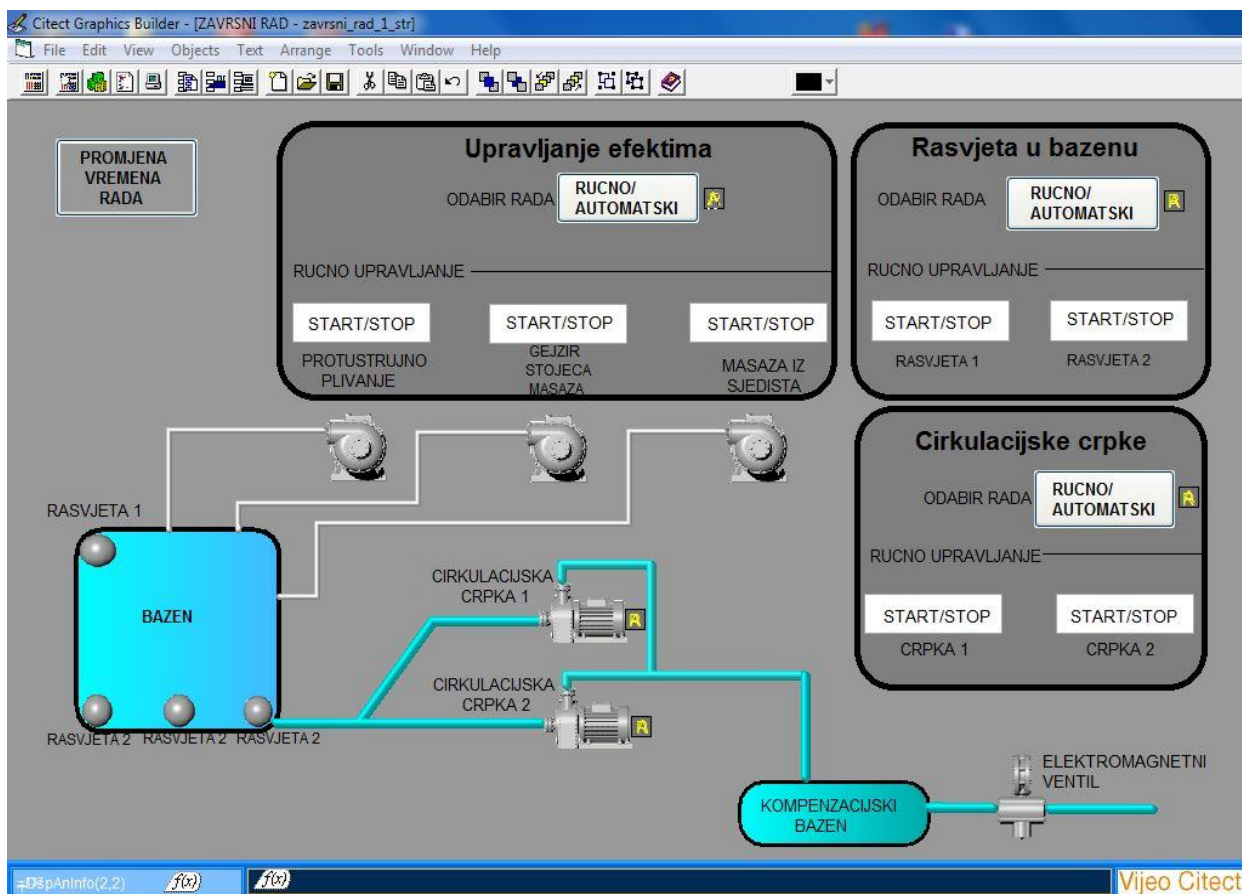 Citect Graphics Builder - [ZAVRSNI RAD - zavrsni_rad_1_str]
File Edit View Objects Text Arrange Tools Window Help
PROMJENA
VREMENA
RADA
Upravljanje efektima
ODABIR RADA
RUCNO/
AUTOMATSKI
RUCNO UPRAVLJANJE
START/STOP
START/STOP
START/STOP
PROTUSTRUJNO
PLIVANJE
GEJZIR
STOJECA
MASAZA
MASAZA IZ
SJEDISTA
Rasvjeta u bazenu
ODABIR RADA
RUCNO/
AUTOMATSKI
RUCNO UPRAVLJANJE
START/STOP
START/STOP
RASVJETA 1
RASVJETA 2
Cirkulacijske crpke
ODABIR RADA
RUCNO/
AUTOMATSKI
RUCNO UPRAVLJANJE
START/STOP
START/STOP
CRPKA 1
CRPKA 2
RASVJETA 1
BAZEN
RASVJETA 2
RASVJETA 2
RASVJETA 2
CIRKULACIJSKA
CRPKA 1
CIRKULACIJSKA
CRPKA 2
KOMPENZACIJSKI
BAZEN
ELEKTROMAGNETNI
VENTIL
f(x)
f(x)
Vijeo Citect